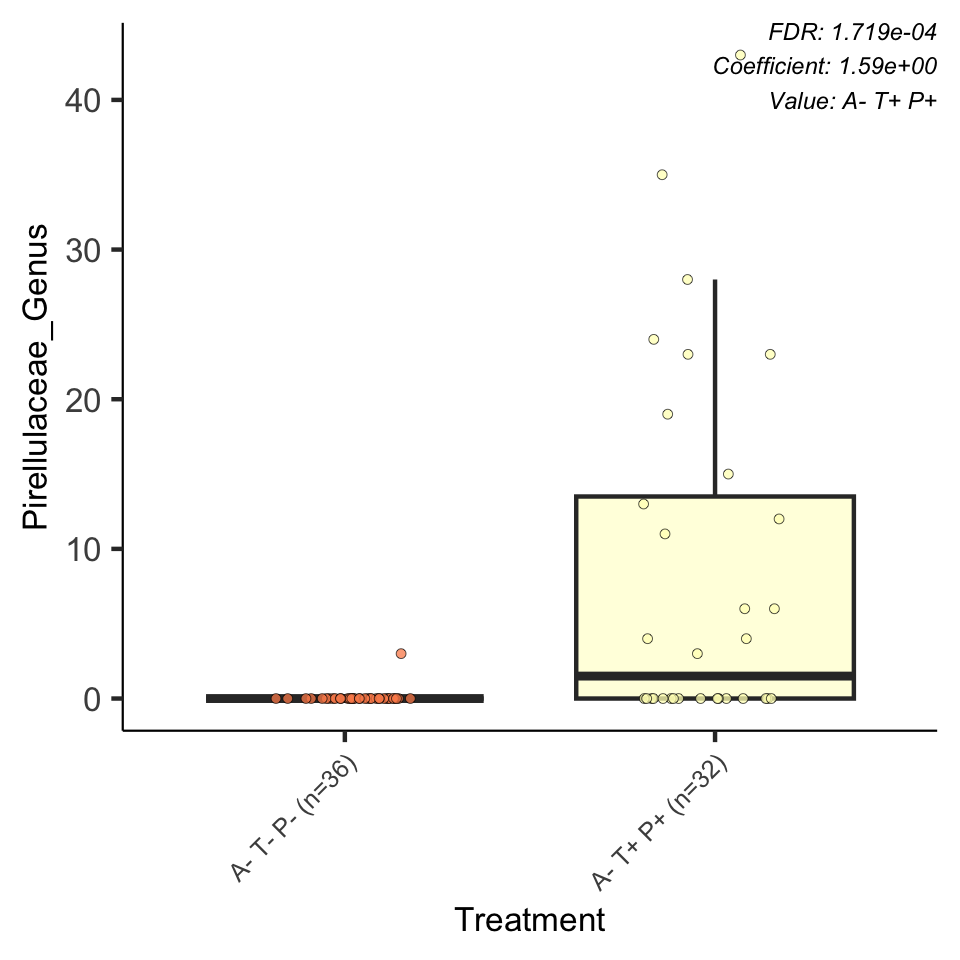 FDR: 1.719e-04
Coefficient: 1.59e+00
Value: A- T+ P+
Pirellulaceae_Genus
40
30
20
10
0
A- T- P- (n=36)
A- T+ P+ (n=32)
Treatment